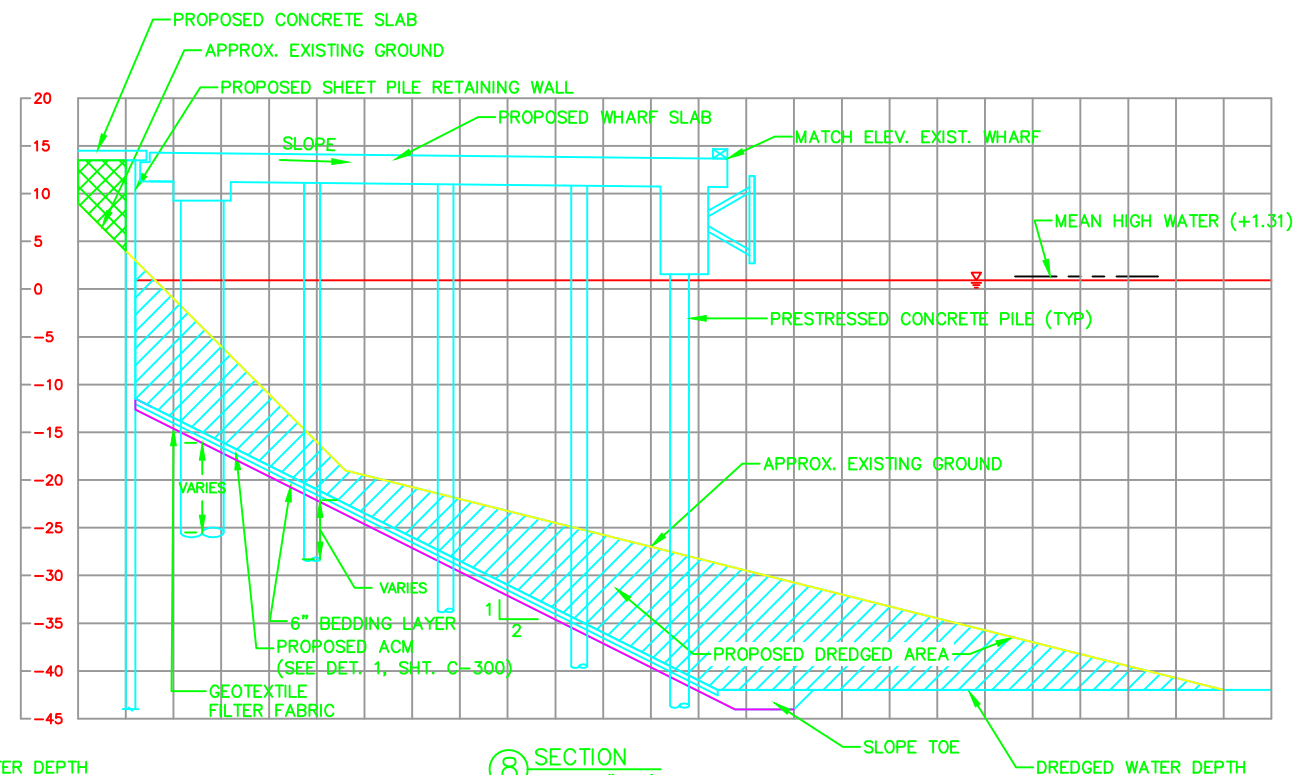 PROPOSED CONCRETE SLAB
APPROX. EXISTING GROUND
PROPOSED SHEET PILE RETAINING WALL
PROPOSED WHARF SLAB
SLOPE
MATCH ELEV. EXIST. WHARF
MEAN HIGH WATER (+1.31)
20
15
10
5
0
-5
-10
-15
-20
-25
-30
-35
-40
-45
PRESTRESSED CONCRETE PILE (TYP)
APPROX. EXISTING GROUND
VARIES
VARIES
1
2
6" BEDDING LAYER
PROPOSED ACM
(SEE DET. 1, SHT. C-300)
PROPOSED DREDGED AREA
GEOTEXTILE
FILTER FABRIC
SLOPE TOE
DREDGED WATER DEPTH
8 SECTION
ER DEPTH